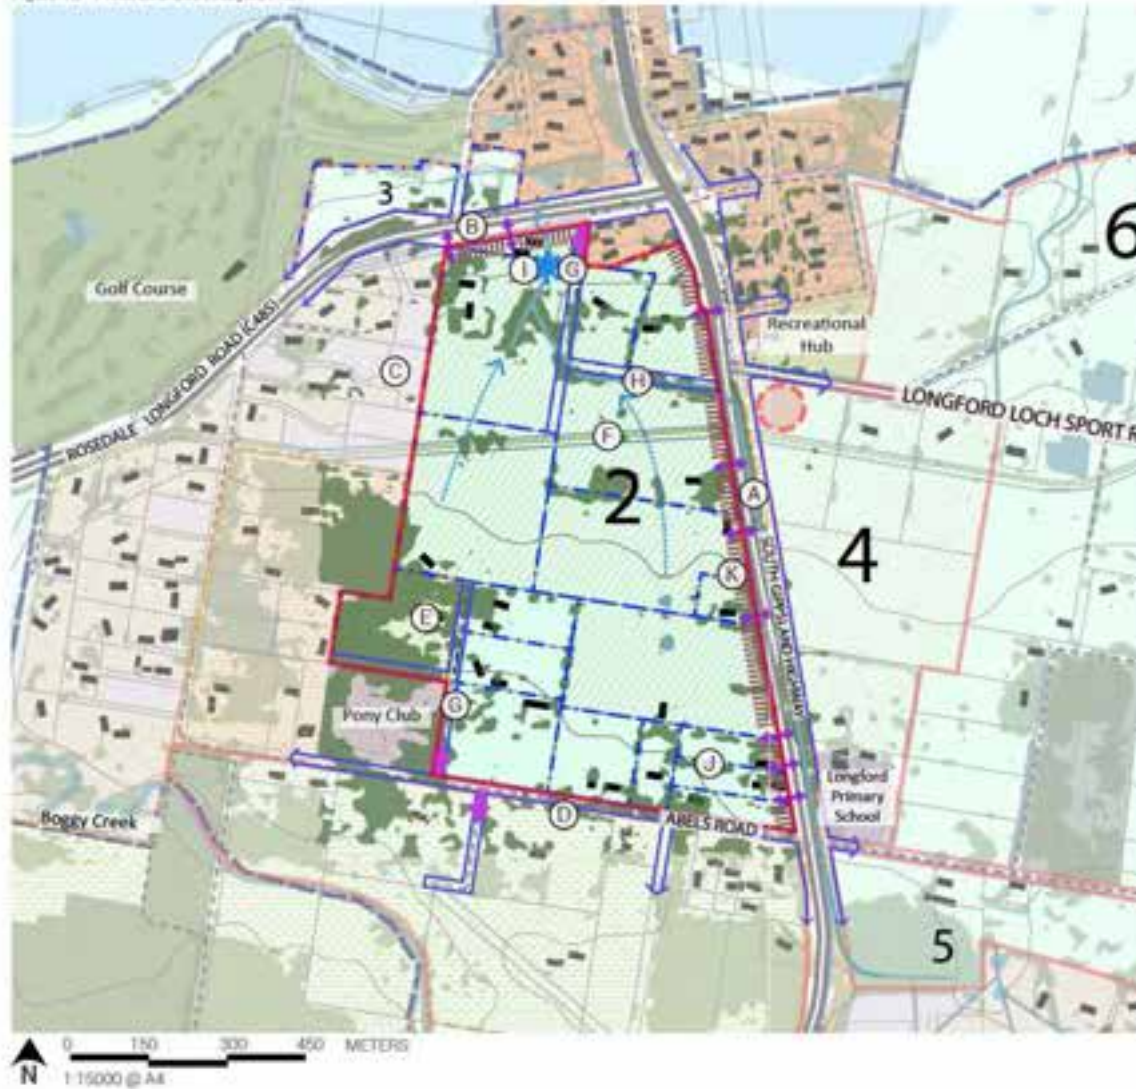 3
B
6
Golf Course
I
G
C
Recreational
Hub
ROSEDALE LONGFORD ROAD (C485)
H
LONGFORD LOCH SPORT R
F
2
A
4
SOUTH GIPPSLAND HIGHWAY
K
E
Pony Club
G
J
Longford
Primary
School
Boggy Creek
D
ABELS ROAD
5
N
0 150 300 450 METERS
1:15000 @ A4